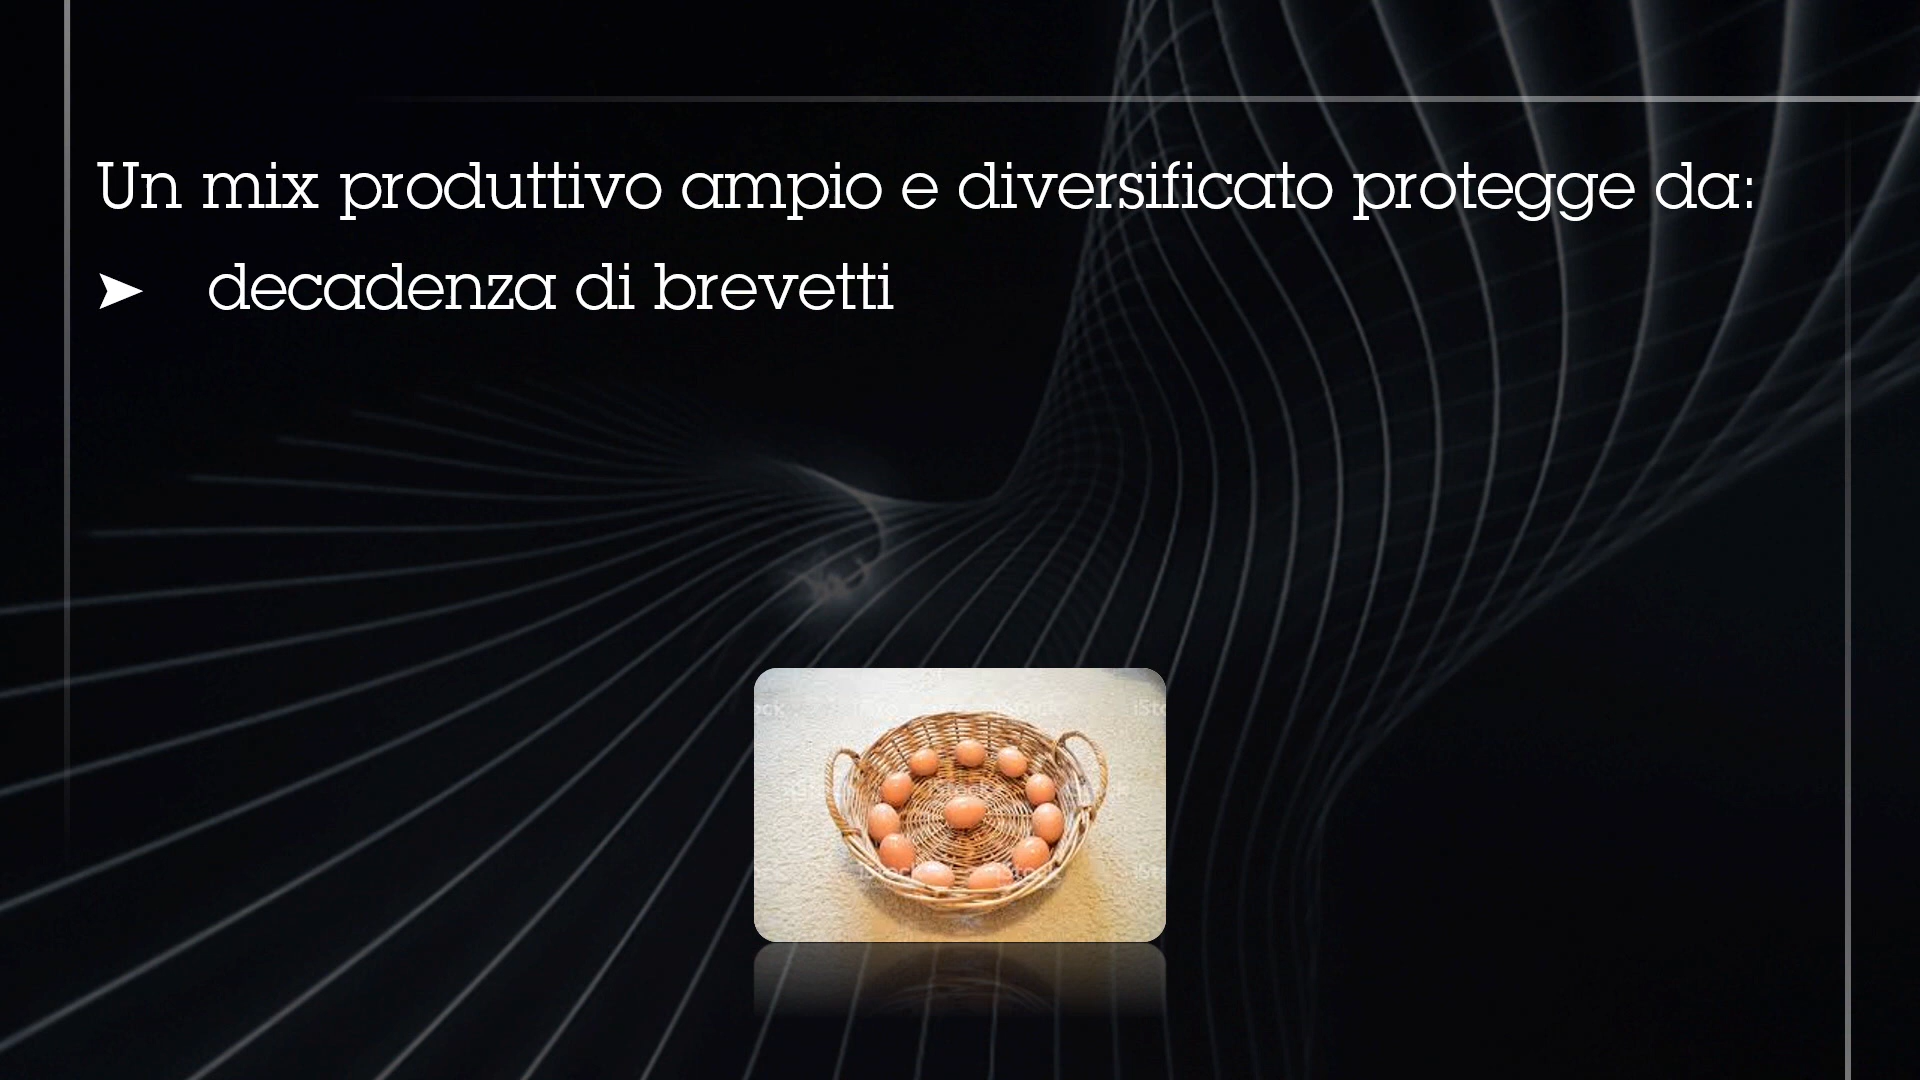 Un mix produttivo ampio e diversificato protegge da:
➤ decadenza di brevetti